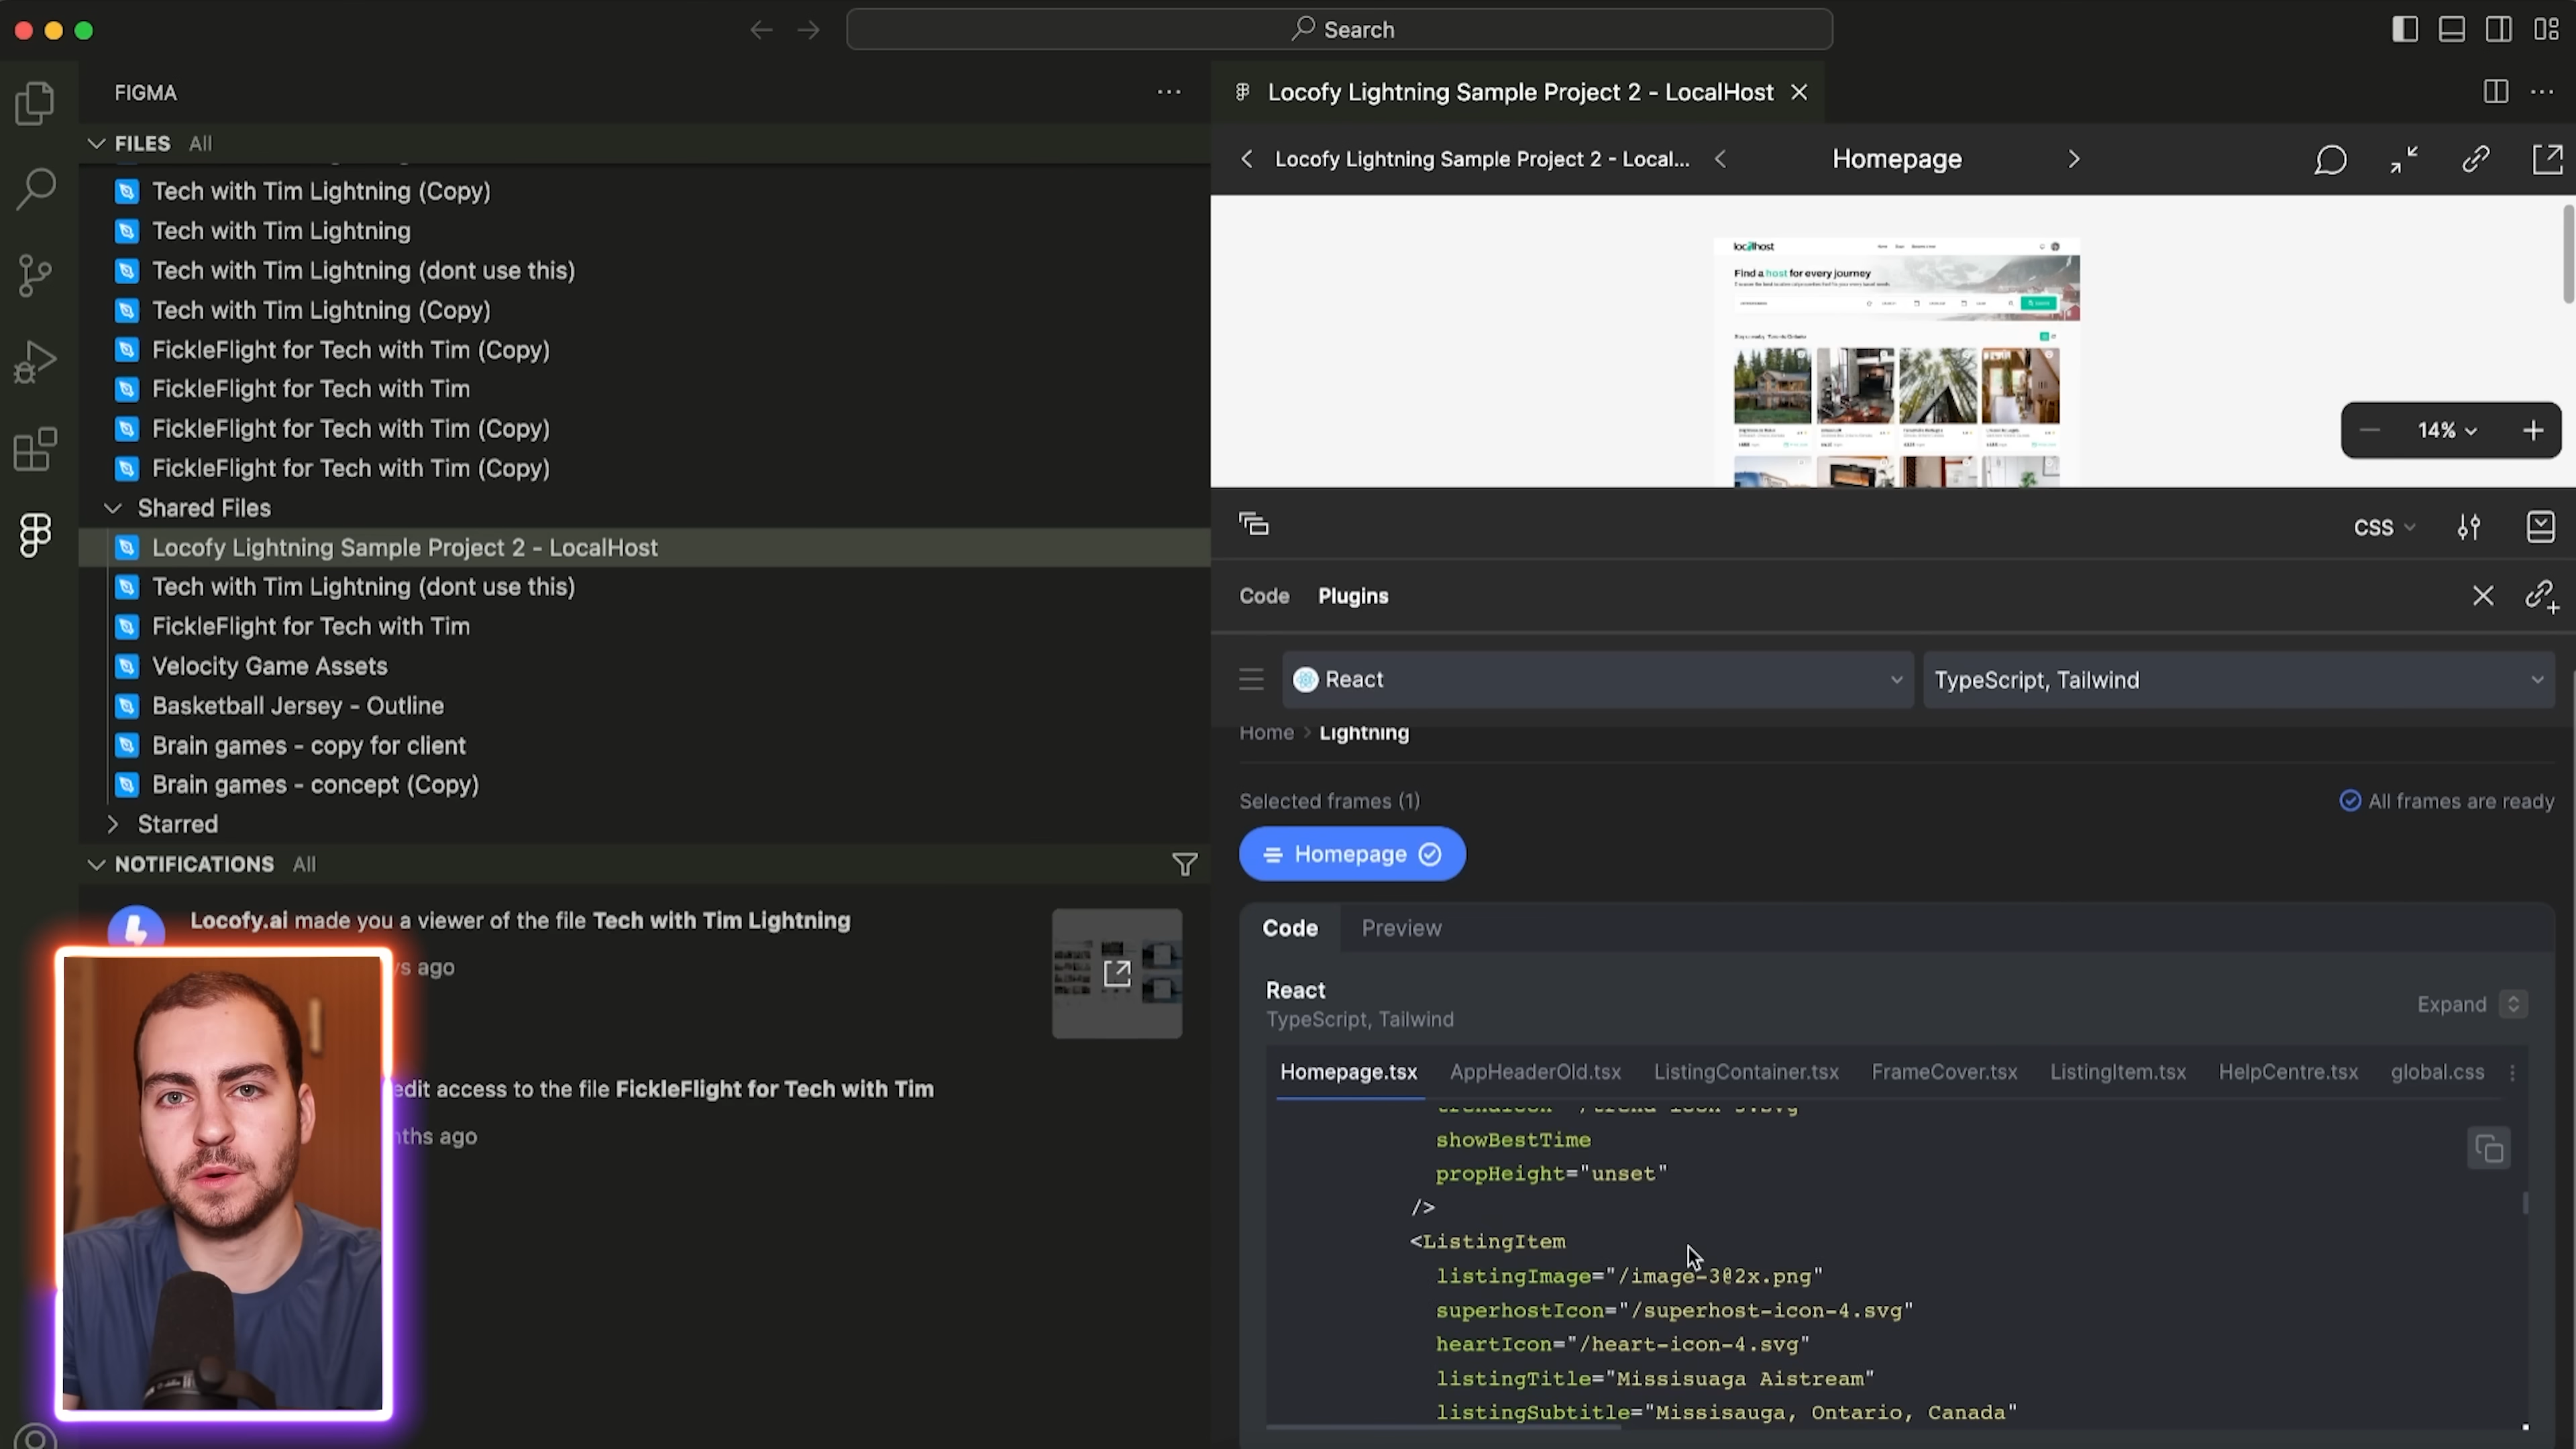 Search
FIGMA
FILES All
Tech with Tim Lightning (Copy)
Tech with Tim Lightning
Tech with Tim Lightning (dont use this)
Tech with Tim Lightning (Copy)
FickleFlight for Tech with Tim (Copy)
FickleFlight for Tech with Tim
FickleFlight for Tech with Tim (Copy)
FickleFlight for Tech with Tim (Copy)
Shared Files
Locofy Lightning Sample Project 2 - LocalHost
Tech with Tim Lightning (dont use this)
FickleFlight for Tech with Tim
Velocity Game Assets
Basketball Jersey - Outline
Brain games - copy for client
Brain games - concept (Copy)
Starred
NOTIFICATIONS All
Locofy.ai made you a viewer of the file Tech with Tim Lightning
ago
edit access to the file FickleFlight for Tech with Tim
ago
Locofy Lightning Sample Project 2 - LocalHost
Locofy Lightning Sample Project 2 - Local...
Homepage
localhost
Find a host for every journey
14%
CSS
Code Plugins
React
TypeScript, Tailwind
Home > Lightning
Selected frames (1)
All frames are ready
Homepage
Code Preview
React
TypeScript, Tailwind
Expand
Homepage.tsx AppHeaderOld.tsx ListingContainer.tsx FrameCover.tsx ListingItem.tsx HelpCentre.tsx global.css
showBestTime
propHeight="unset"
/>
<ListingItem
listingImage="/image-3@2x.png"
superhostIcon="/superhost-icon-4.svg"
heartIcon="/heart-icon-4.svg"
listingTitle="Missisuaga Aistream"
listingSubtitle="Missisauga, Ontario, Canada"